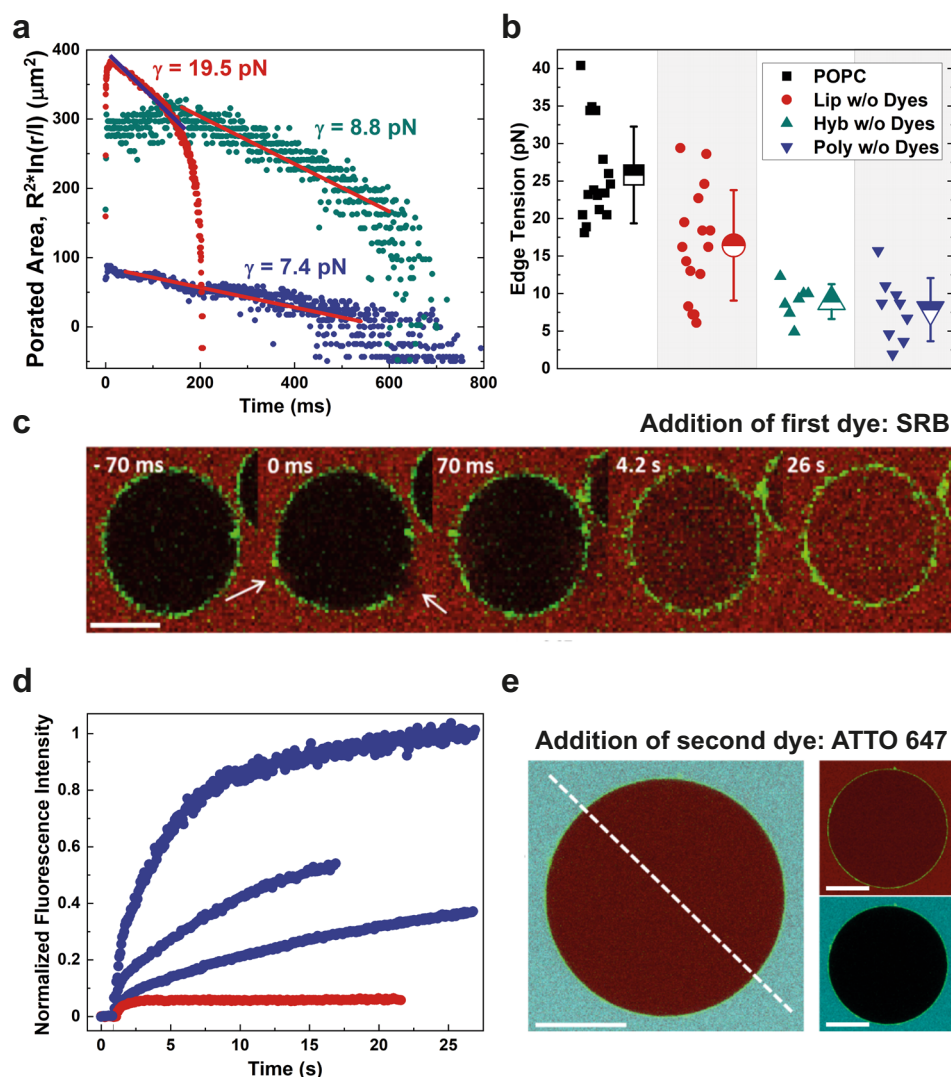 a
Porated Area, R²*ln(r/l) (μm²)
400
300
200
100
0
0
200
400
600
800
Time (ms)
γ = 19.5 pN
γ = 8.8 pN
γ = 7.4 pN
b
Edge Tension (pN)
40
35
30
25
20
15
10
5
0
POPC
Lip w/o Dyes
Hyb w/o Dyes
Poly w/o Dyes
c
Addition of first dye: SRB
- 70 ms
0 ms
70 ms
4.2 s
26 s
d
Normalized Fluorescence Intensity
1
0.8
0.6
0.4
0.2
0
0
5
10
15
20
25
Time (s)
e
Addition of second dye: ATTO 647